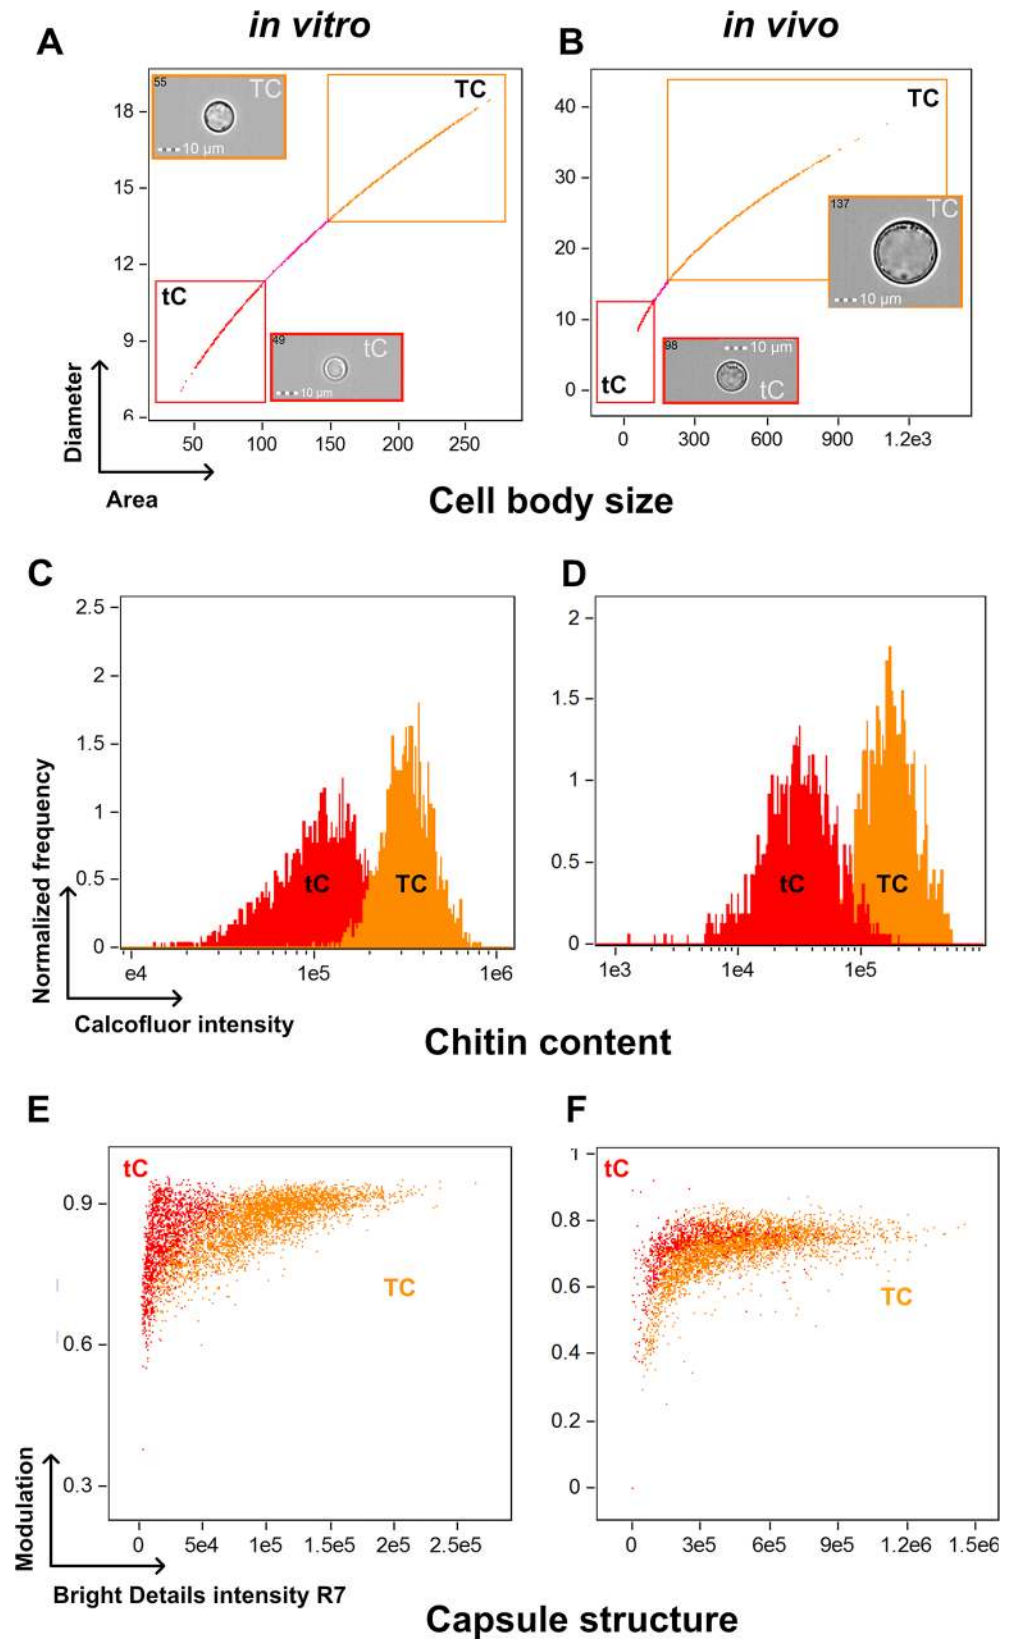 in vitro
in vivo
A
B
55
TC
10 µm
TC
tC
49
tC
10 µm
18
15
12
9
6
50
100
150
200
250
Diameter
Area
TC
137
TC
10 µm
98
10 µm
tC
tC
40
30
20
10
0
0
300
600
900
1.2e3
Cell body size
C
D
2.5
2
1.5
1
0.5
0
tC
TC
e4
1e5
1e6
Normalized frequency
Calcofluor intensity
2
1.5
1
0.5
0
tC
TC
1e3
1e4
1e5
Chitin content
E
F
tC
TC
0.9
0.6
0.3
0
5e4
1e5
1.5e5
2e5
2.5e5
Modulation
Bright Details intensity R7
tC
TC
1
0.8
0.6
0.4
0.2
0
0
3e5
6e5
9e5
1.2e6
1.5e6
Capsule structure